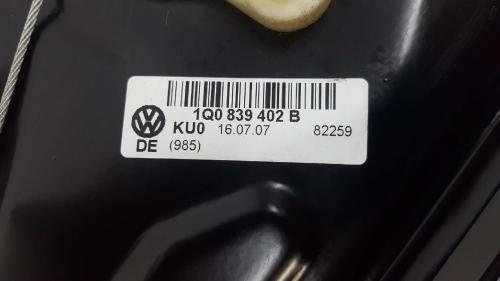 1Q0 839 402 B
KU0 16.07.07 82259
DE (985)